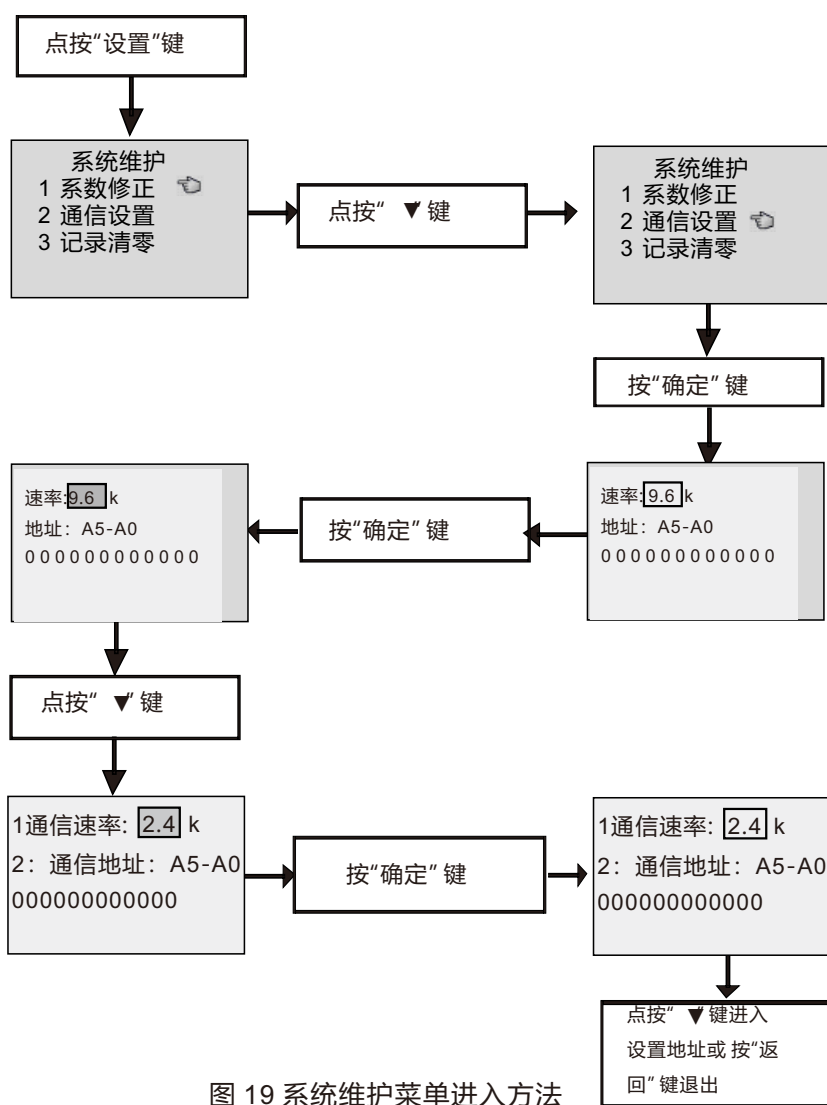 点按“设置”键
系统维护
1 系数修正
2 通信设置
3 记录清零
点按“ ▼”键
系统维护
1 系数修正
2 通信设置
3 记录清零
按“确定” 键
速率:9.6 k
地址：A5-A0
000000000000
按“确定” 键
速率:9.6 k
地址：A5-A0
000000000000
点按“ ▼” 键
1通信速率: 2.4 k
2：通信地址：A5-A0
000000000000
按“确定” 键
1通信速率: 2.4 k
2：通信地址：A5-A0
000000000000
点按“ ▼”键进入
设置地址或 按“返
回” 键退出
图 19 系统维护菜单进入方法